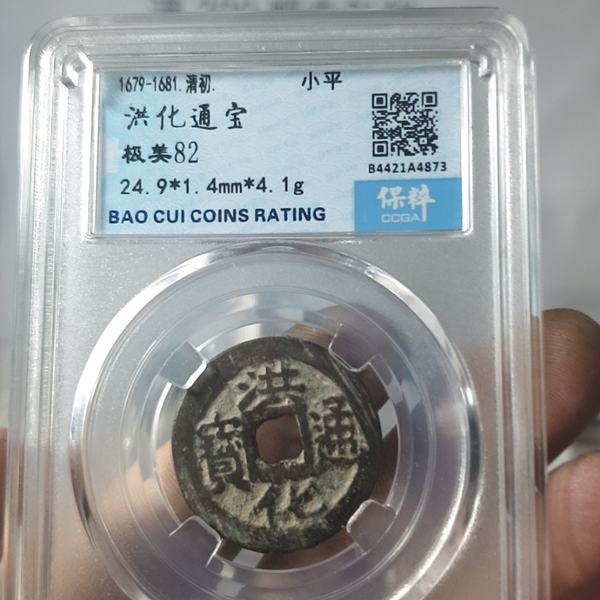 1679-1681.清初. 小平
洪化通宝
极美82
B4421A4873
24.9*1.4mm*4.1g
保粹
CCGA
BAO CUI COINS RATING
洪化通寶